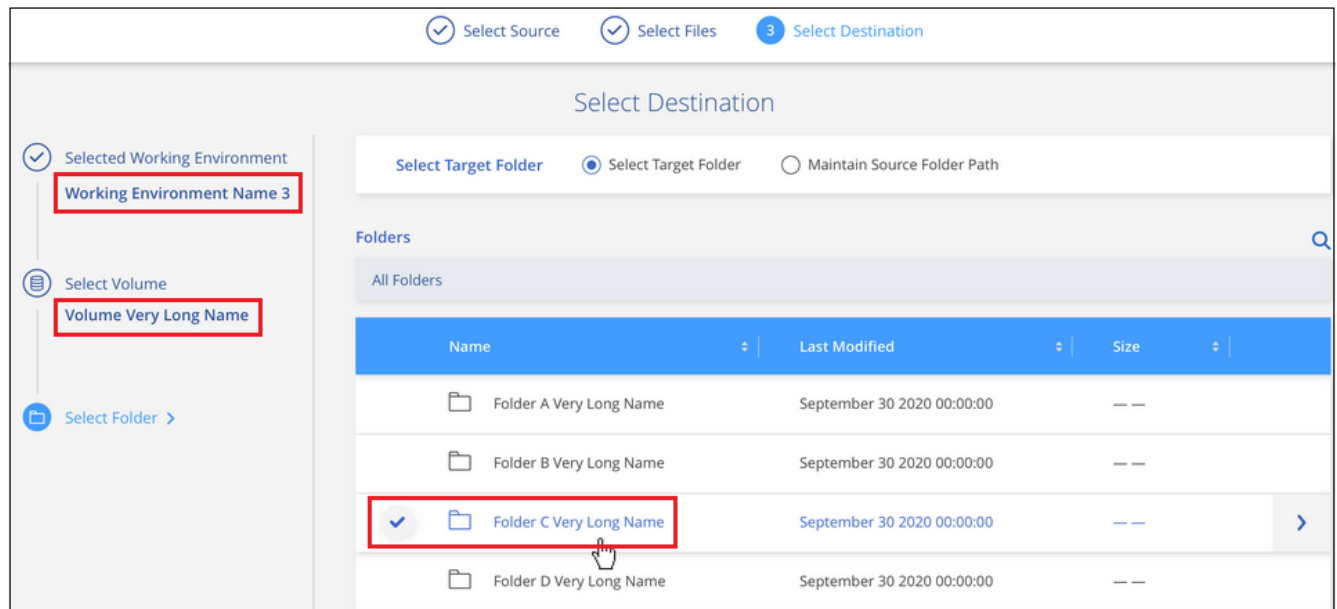 Select Source
Select Files
3 Select Destination
Select Destination
Selected Working Environment
Working Environment Name 3
Select Volume
Volume Very Long Name
Select Folder >
Select Target Folder Select Target Folder Maintain Source Folder Path
Folders
All Folders
Name Last Modified Size
Folder A Very Long Name September 30 2020 00:00:00 — —
Folder B Very Long Name September 30 2020 00:00:00 — —
Folder C Very Long Name September 30 2020 00:00:00 — —
Folder D Very Long Name September 30 2020 00:00:00 — —